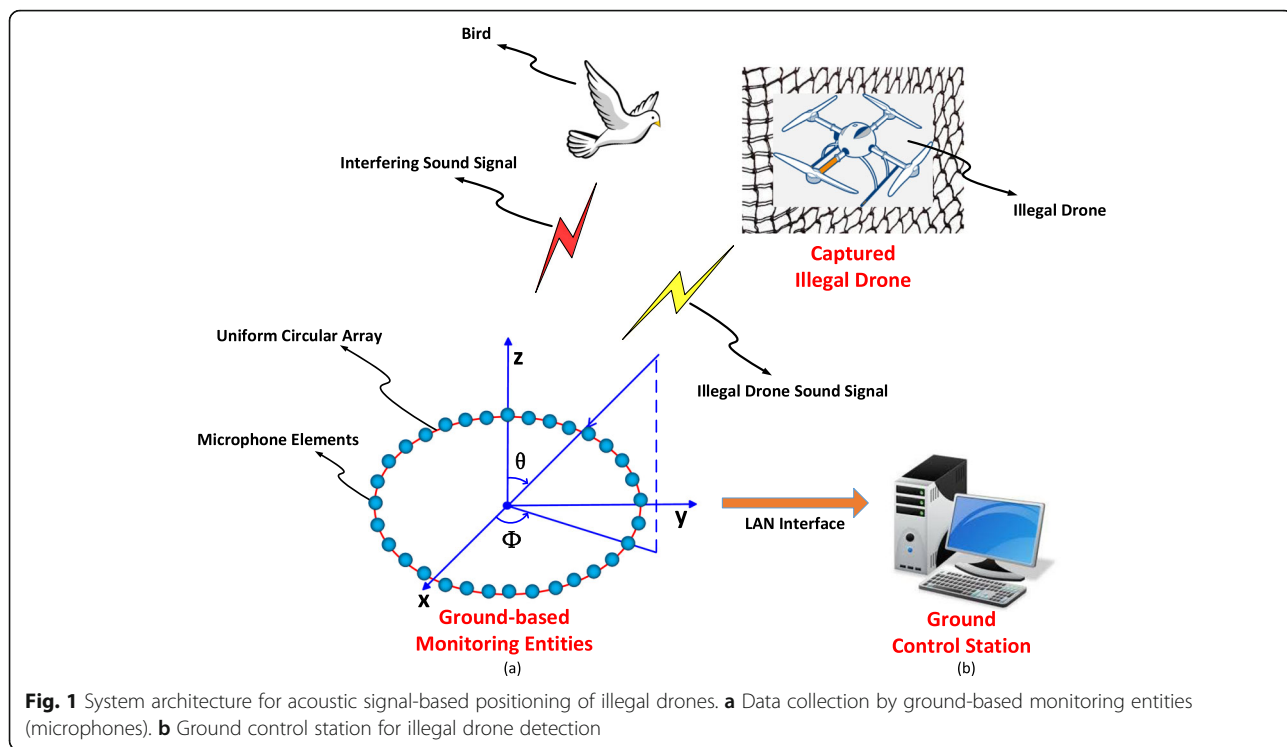 Bird
Interfering Sound Signal
Illegal Drone
Captured
Illegal Drone
Uniform Circular Array
z
Illegal Drone Sound Signal
Microphone Elements
θ
y
LAN Interface
Φ
x
Ground-based
Monitoring Entities
(a)
Ground
Control Station
(b)
Fig. 1 System architecture for acoustic signal-based positioning of illegal drones. a Data collection by ground-based monitoring entities
(microphones). b Ground control station for illegal drone detection